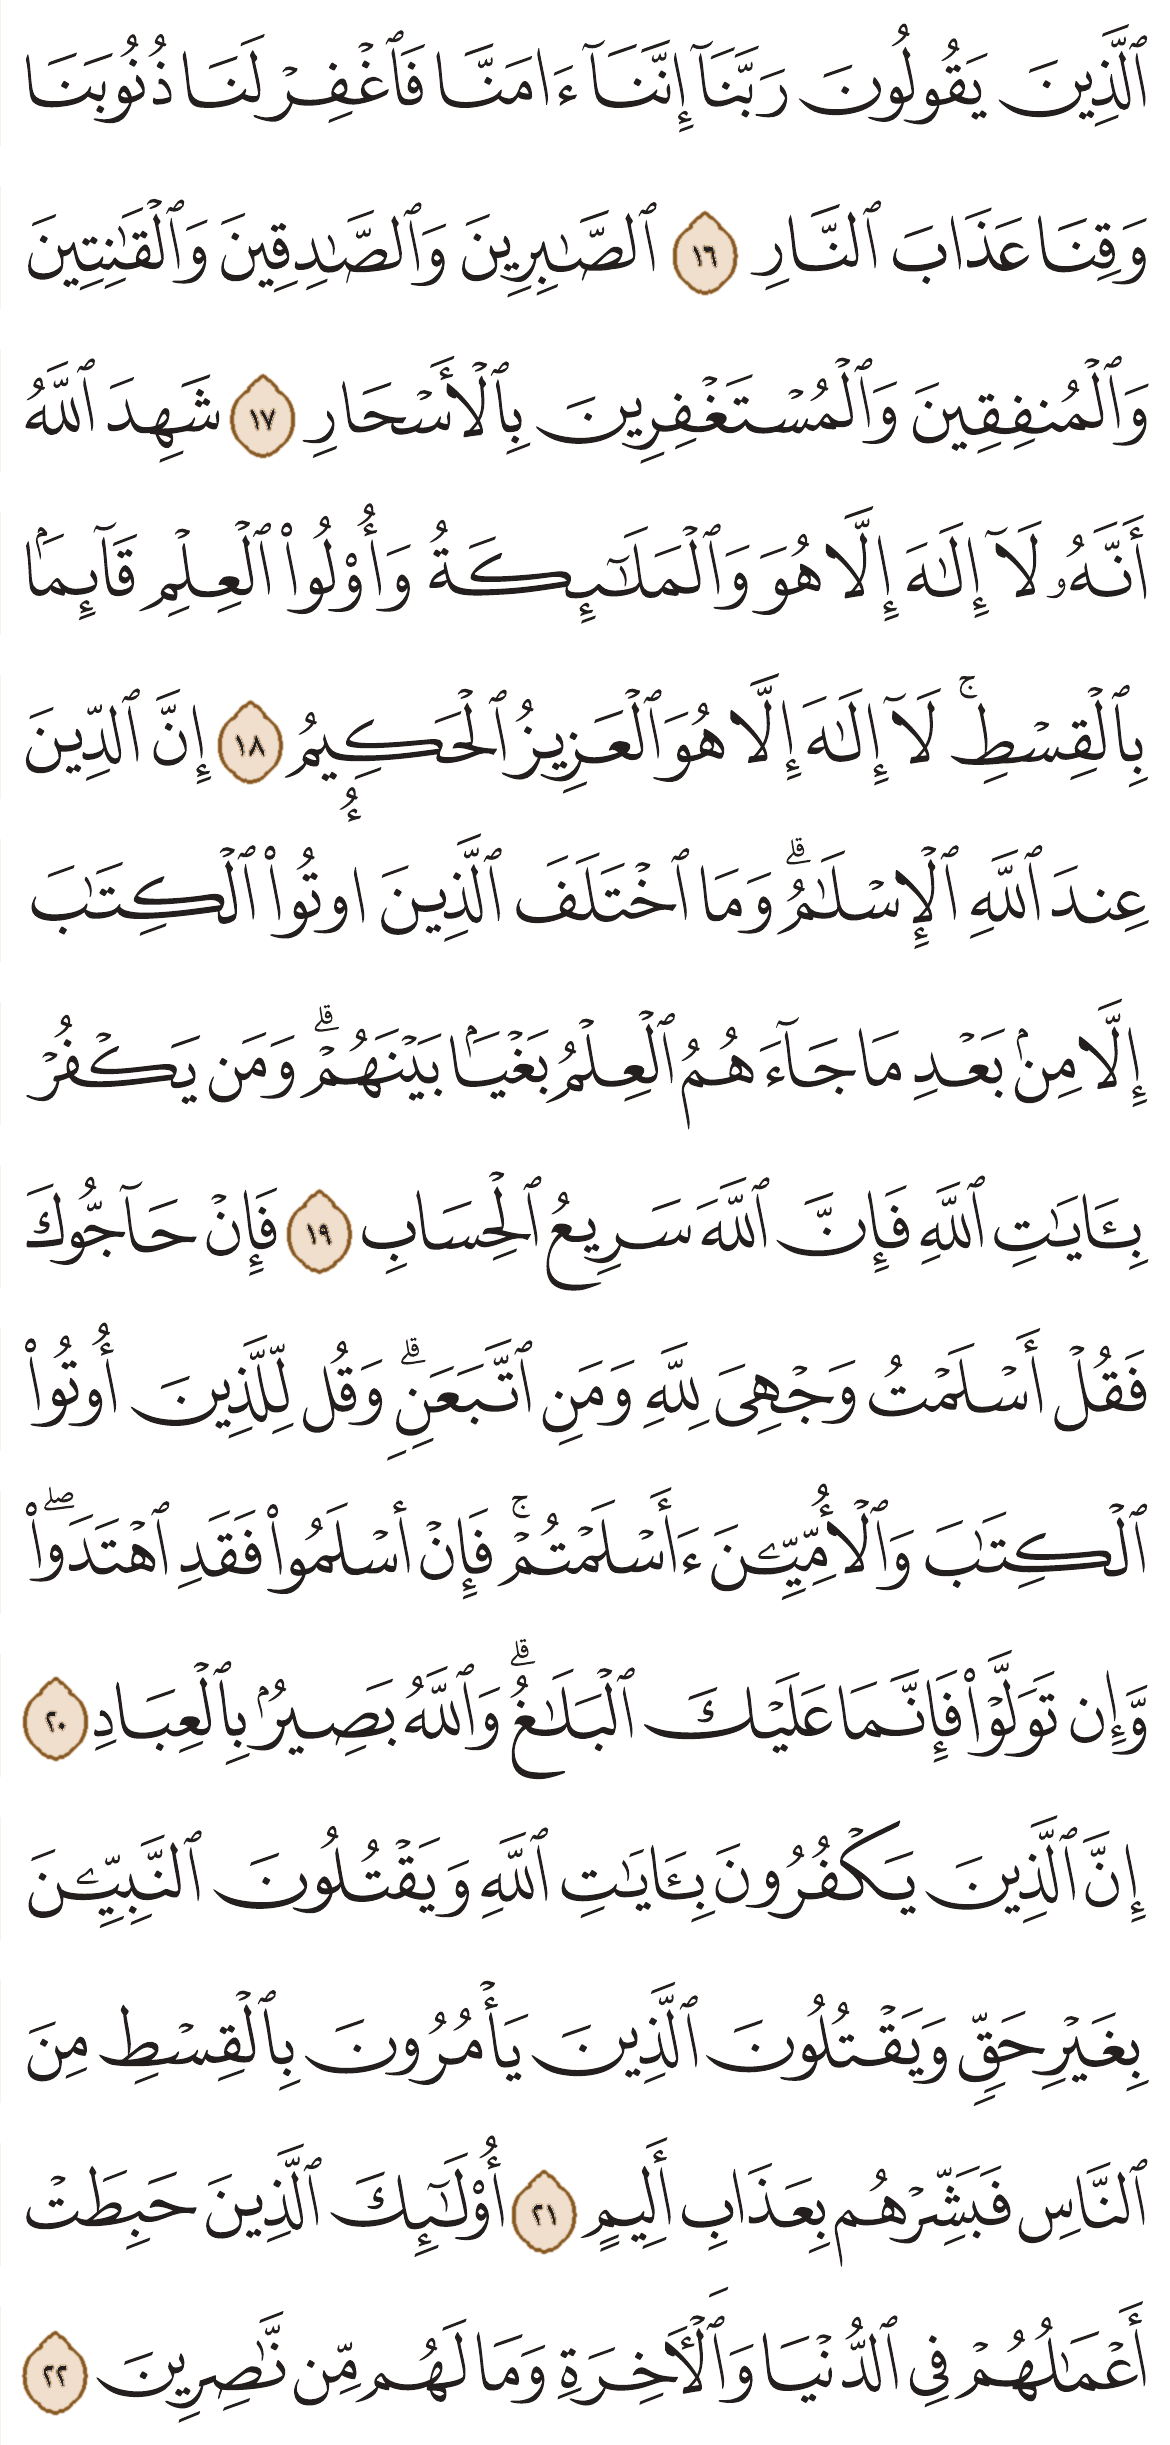 ٱلَّذِينَ يَقُولُونَ رَبَّنَآ إِنَّنَآ ءَامَنَّا فَٱغۡفِرۡ لَنَا ذُنُوبَنَا
وَقِنَا عَذَابَ ٱلنَّارِ ١٦ ٱلصَّٰبِرِينَ وَٱلصَّٰدِقِينَ وَٱلۡقَٰنِتِينَ
وَٱلۡمُنفِقِينَ وَٱلۡمُسۡتَغۡفِرِينَ بِٱلۡأَسۡحَارِ ١٧ شَهِدَ ٱللَّهُ
أَنَّهُۥ لَآ إِلَٰهَ إِلَّا هُوَ وَٱلۡمَلَٰٓئِكَةُ وَأُوْلُواْ ٱلۡعِلۡمِ قَآئِمَۢا
بِٱلۡقِسۡطِۚ لَآ إِلَٰهَ إِلَّا هُوَ ٱلۡعَزِيزُ ٱلۡحَكِيمُ ١٨ إِنَّ ٱلدِّينَ
عِندَ ٱللَّهِ ٱلۡإِسۡلَٰمُۗ وَمَا ٱخۡتَلَفَ ٱلَّذِينَ أُوتُواْ ٱلۡكِتَٰبَ
إِلَّا مِنۢ بَعۡدِ مَا جَآءَهُمُ ٱلۡعِلۡمُ بَغۡيَۢا بَيۡنَهُمۡۗ وَمَن يَكۡفُرۡ
بِـَٔايَٰتِ ٱللَّهِ فَإِنَّ ٱللَّهَ سَرِيعُ ٱلۡحِسَابِ ١٩ فَإِنۡ حَآجُّوكَ
فَقُلۡ أَسۡلَمۡتُ وَجۡهِيَ لِلَّهِ وَمَنِ ٱتَّبَعَنِۗ وَقُل لِّلَّذِينَ أُوتُواْ
ٱلۡكِتَٰبَ وَٱلۡأُمِّيِّـۧنَ ءَأَسۡلَمۡتُمۡۚ فَإِنۡ أَسۡلَمُواْ فَقَدِ ٱهۡتَدَواْۖ
وَّإِن تَوَلَّوۡاْ فَإِنَّمَا عَلَيۡكَ ٱلۡبَلَٰغُۗ وَٱللَّهُ بَصِيرُۢ بِٱلۡعِبَادِ ٢٠
إِنَّ ٱلَّذِينَ يَكۡفُرُونَ بِـَٔايَٰتِ ٱللَّهِ وَيَقۡتُلُونَ ٱلنَّبِيِّـۧنَ
بِغَيۡرِ حَقّٖ وَيَقۡتُلُونَ ٱلَّذِينَ يَأۡمُرُونَ بِٱلۡقِسۡطِ مِنَ
ٱلنَّاسِ فَبَشِّرۡهُم بِعَذَابٍ أَلِيمٍ ٢١ أُوْلَٰٓئِكَ ٱلَّذِينَ حَبِطَتۡ
أَعۡمَٰلُهُمۡ فِي ٱلدُّنۡيَا وَٱلۡأٓخِرَةِ وَمَا لَهُم مِّن نَّٰصِرِينَ ٢٢